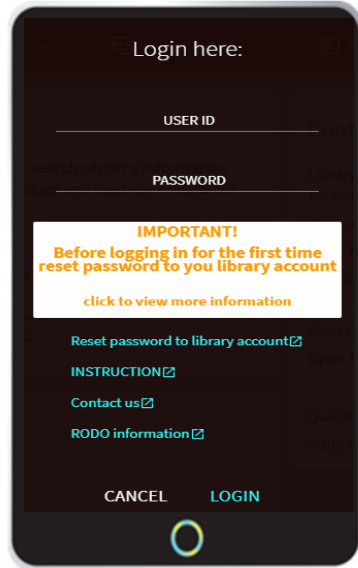 Login here:
USER ID
PASSWORD
IMPORTANT!
Before logging in for the first time
reset password to you library account
click to view more information
Reset password to library account
INSTRUCTION
Contact us
RODO information
CANCEL LOGIN